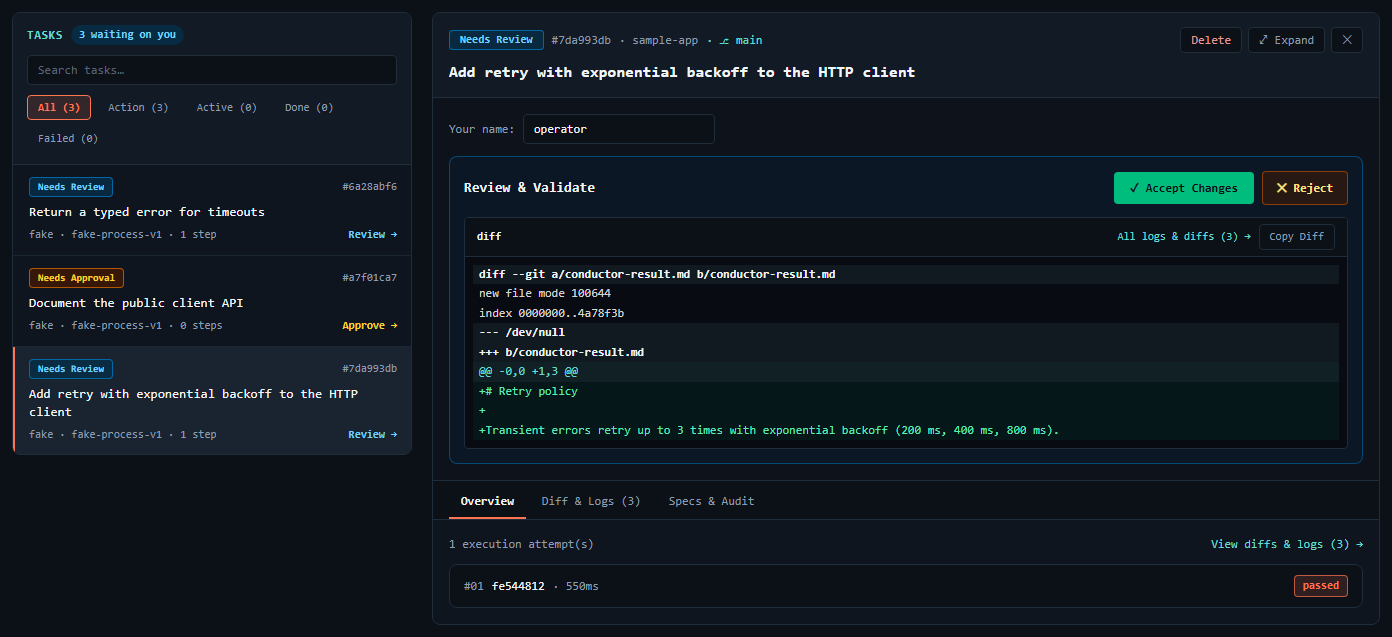 TASKS 3 waiting on you
Search tasks…
All (3) Action (3) Active (0) Done (0)
Failed (0)
Needs Review #6a28abf6
Return a typed error for timeouts
fake · fake-process-v1 · 1 step Review →
Needs Approval #a7f01ca7
Document the public client API
fake · fake-process-v1 · 0 steps Approve →
Needs Review #7da993db
Add retry with exponential backoff to the HTTP
client
fake · fake-process-v1 · 1 step Review →
Needs Review #7da993db · sample-app · ⎇ main Delete ⤢ Expand ✕
Add retry with exponential backoff to the HTTP client
Your name: operator
Review & Validate ✓ Accept Changes ✕ Reject
diff All logs & diffs (3) → Copy Diff
diff --git a/conductor-result.md b/conductor-result.md
new file mode 100644
index 0000000..4a78f3b
--- /dev/null
+++ b/conductor-result.md
@@ -0,0 +1,3 @@
+# Retry policy
+
+Transient errors retry up to 3 times with exponential backoff (200 ms, 400 ms, 800 ms).
Overview Diff & Logs (3) Specs & Audit
1 execution attempt(s) View diffs & logs (3) →
#01 fe544812 · 550ms passed